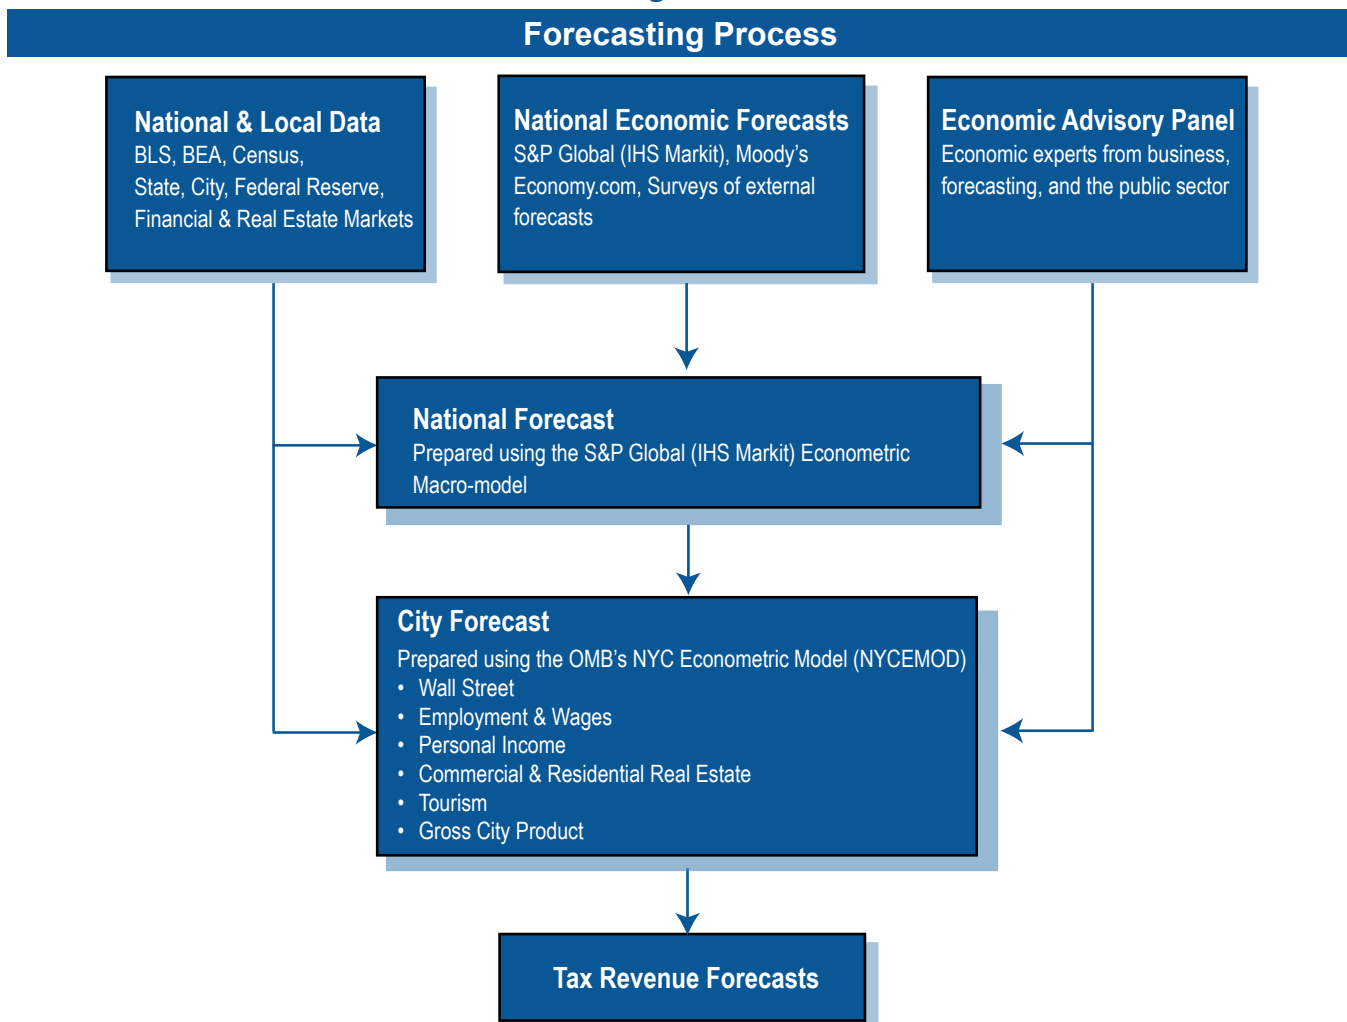 Forecasting Process
National & Local Data
BLS, BEA, Census,
State, City, Federal Reserve,
Financial & Real Estate Markets
National Economic Forecasts
S&P Global (IHS Markit), Moody's
Economy.com, Surveys of external
forecasts
Economic Advisory Panel
Economic experts from business,
forecasting, and the public sector
National Forecast
Prepared using the S&P Global (IHS Markit) Econometric
Macro-model
City Forecast
Prepared using the OMB's NYC Econometric Model (NYCEMOD)
• Wall Street
• Employment & Wages
• Personal Income
• Commercial & Residential Real Estate
• Tourism
• Gross City Product
Tax Revenue Forecasts